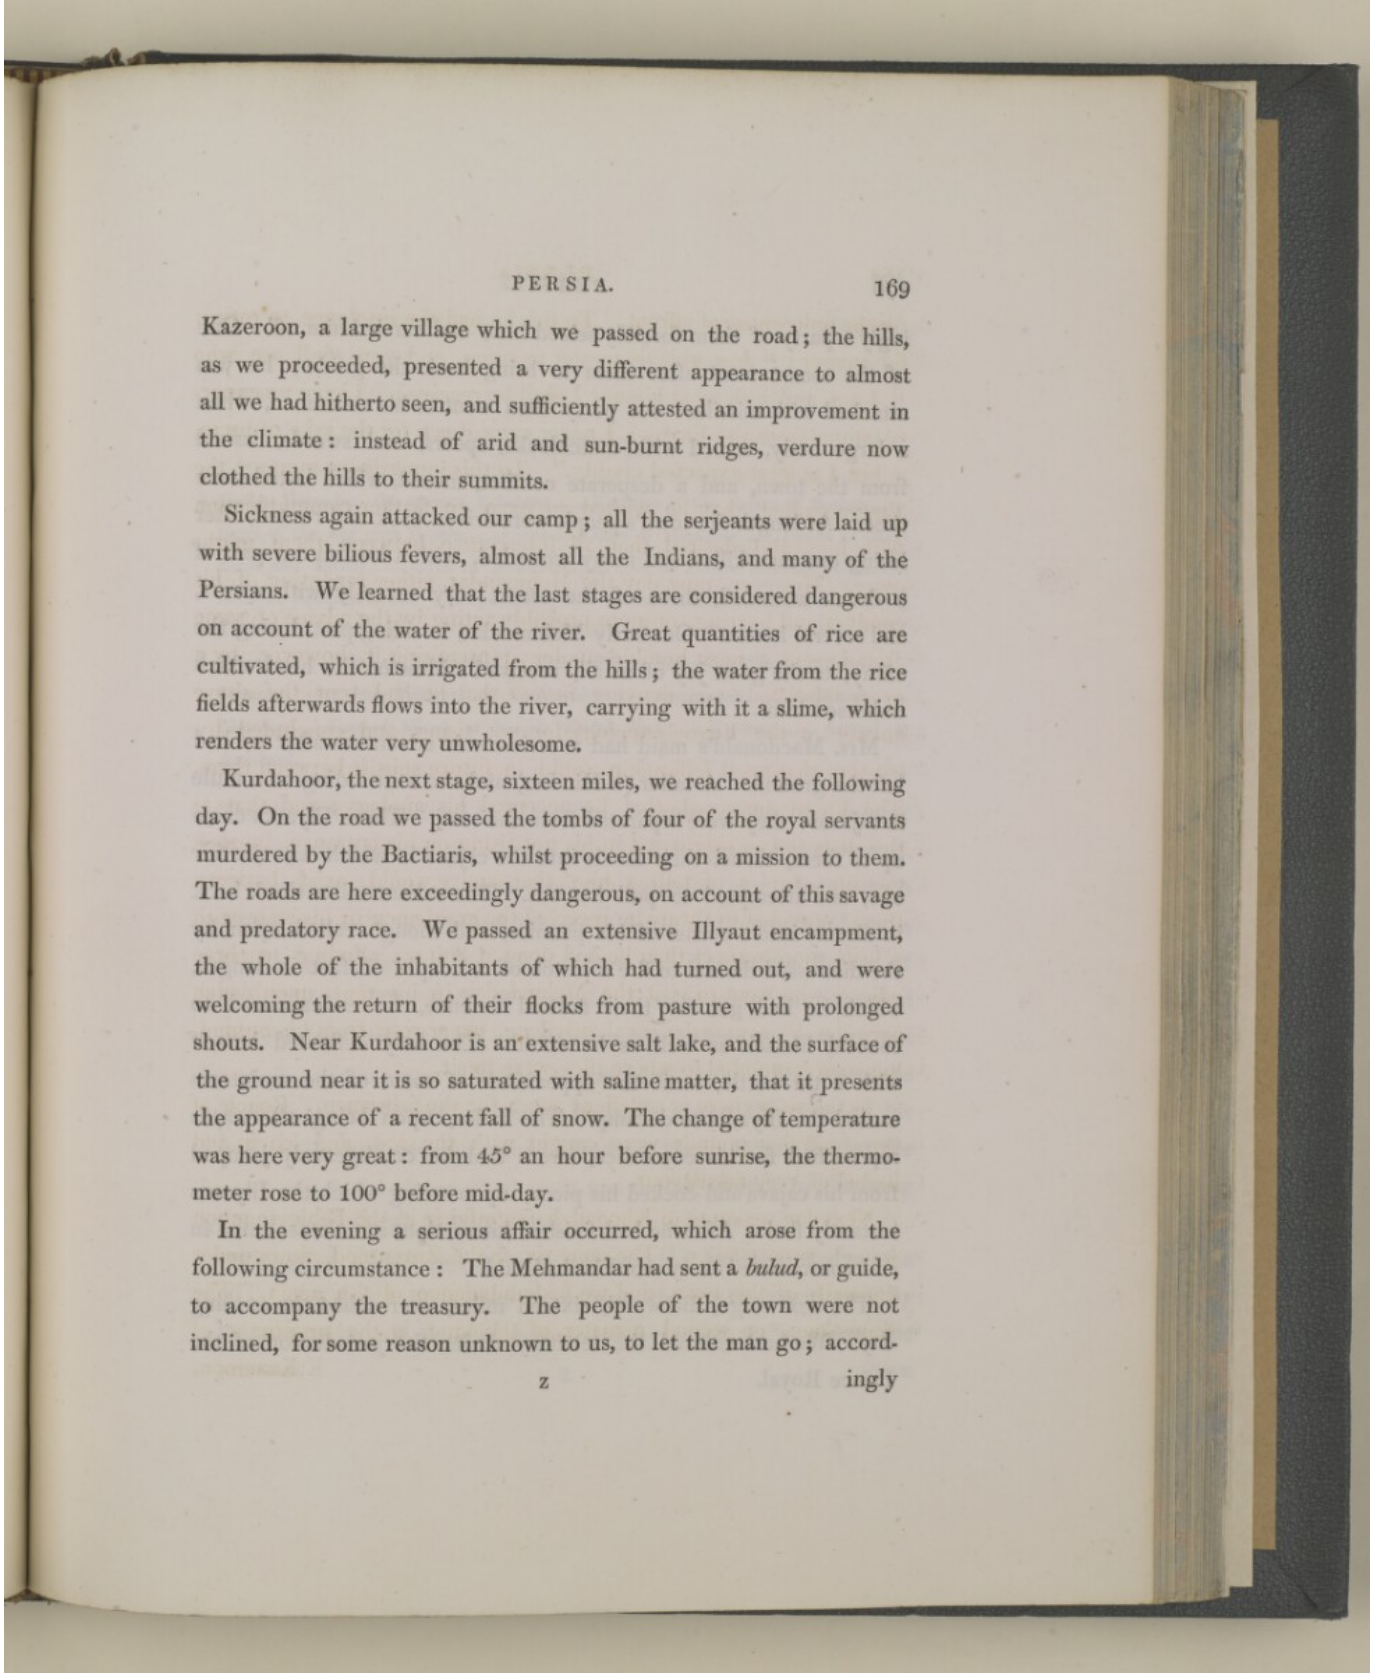 PERSIA. 169
Kazeroon, a large village which we passed on the road; the hills,
as we proceeded, presented a very different appearance to almost
all we had hitherto seen, and sufficiently attested an improvement in
the climate: instead of arid and sun-burnt ridges, verdure now
clothed the hills to their summits.
Sickness again attacked our camp; all the serjeants were laid up
with severe bilious fevers, almost all the Indians, and many of the
Persians. We learned that the last stages are considered dangerous
on account of the water of the river. Great quantities of rice are
cultivated, which is irrigated from the hills; the water from the rice
fields afterwards flows into the river, carrying with it a slime, which
renders the water very unwholesome.
Kurdahoor, the next stage, sixteen miles, we reached the following
day. On the road we passed the tombs of four of the royal servants
murdered by the Bactiaris, whilst proceeding on a mission to them.
The roads are here exceedingly dangerous, on account of this savage
and predatory race. We passed an extensive Illyaut encampment,
the whole of the inhabitants of which had turned out, and were
welcoming the return of their flocks from pasture with prolonged
shouts. Near Kurdahoor is an extensive salt lake, and the surface of
the ground near it is so saturated with saline matter, that it presents
the appearance of a recent fall of snow. The change of temperature
was here very great: from 45° an hour before sunrise, the thermo-
meter rose to 100° before mid-day.
In the evening a serious affair occurred, which arose from the
following circumstance: The Mehmandar had sent a bulud, or guide,
to accompany the treasury. The people of the town were not
inclined, for some reason unknown to us, to let the man go; accord-
z ingly